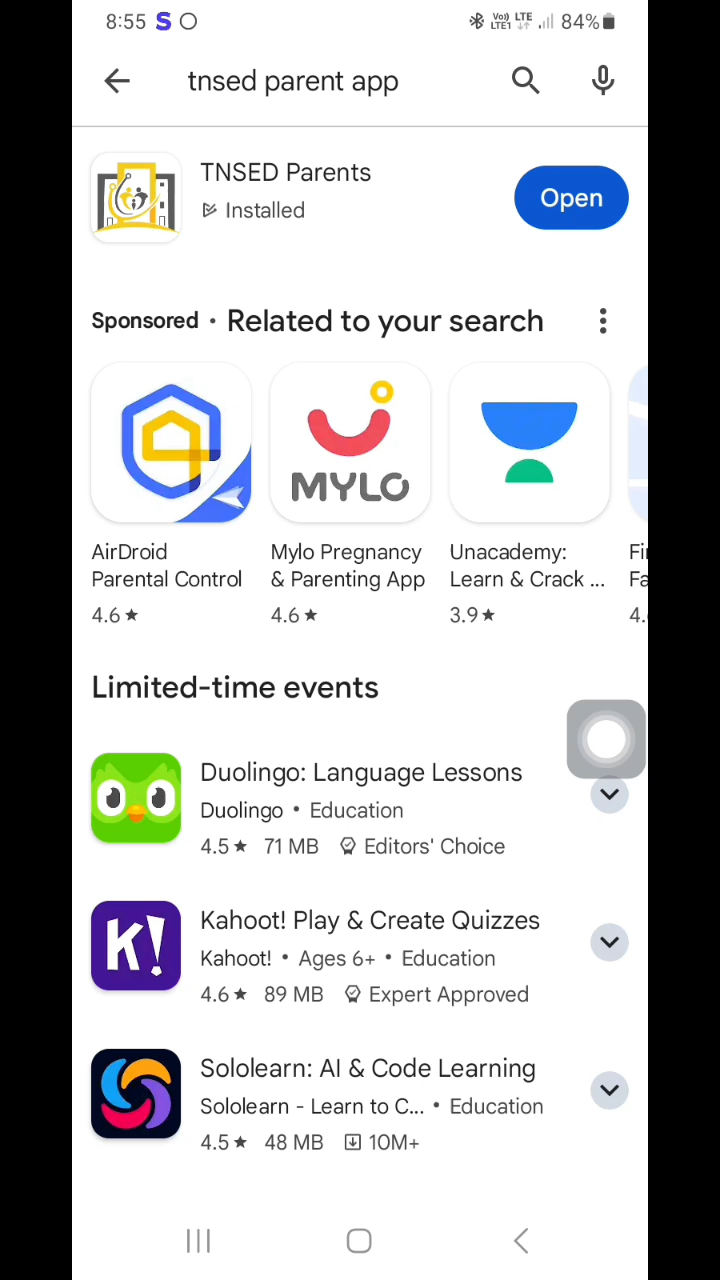 8:55 S
Vo)) LTE
LTE1
84%
tnsed parent app
TNSED Parents
Installed
Open
Sponsored • Related to your search
MYLO
AirDroid
Parental Control
4.6★
Mylo Pregnancy
& Parenting App
4.6★
Unacademy:
Learn & Crack ...
3.9★
Limited-time events
Duolingo: Language Lessons
Duolingo • Education
4.5★ 71 MB Editors' Choice
K!
Kahoot! Play & Create Quizzes
Kahoot! • Ages 6+ • Education
4.6★ 89 MB Expert Approved
Sololearn: AI & Code Learning
Sololearn - Learn to C... • Education
4.5★ 48 MB 10M+